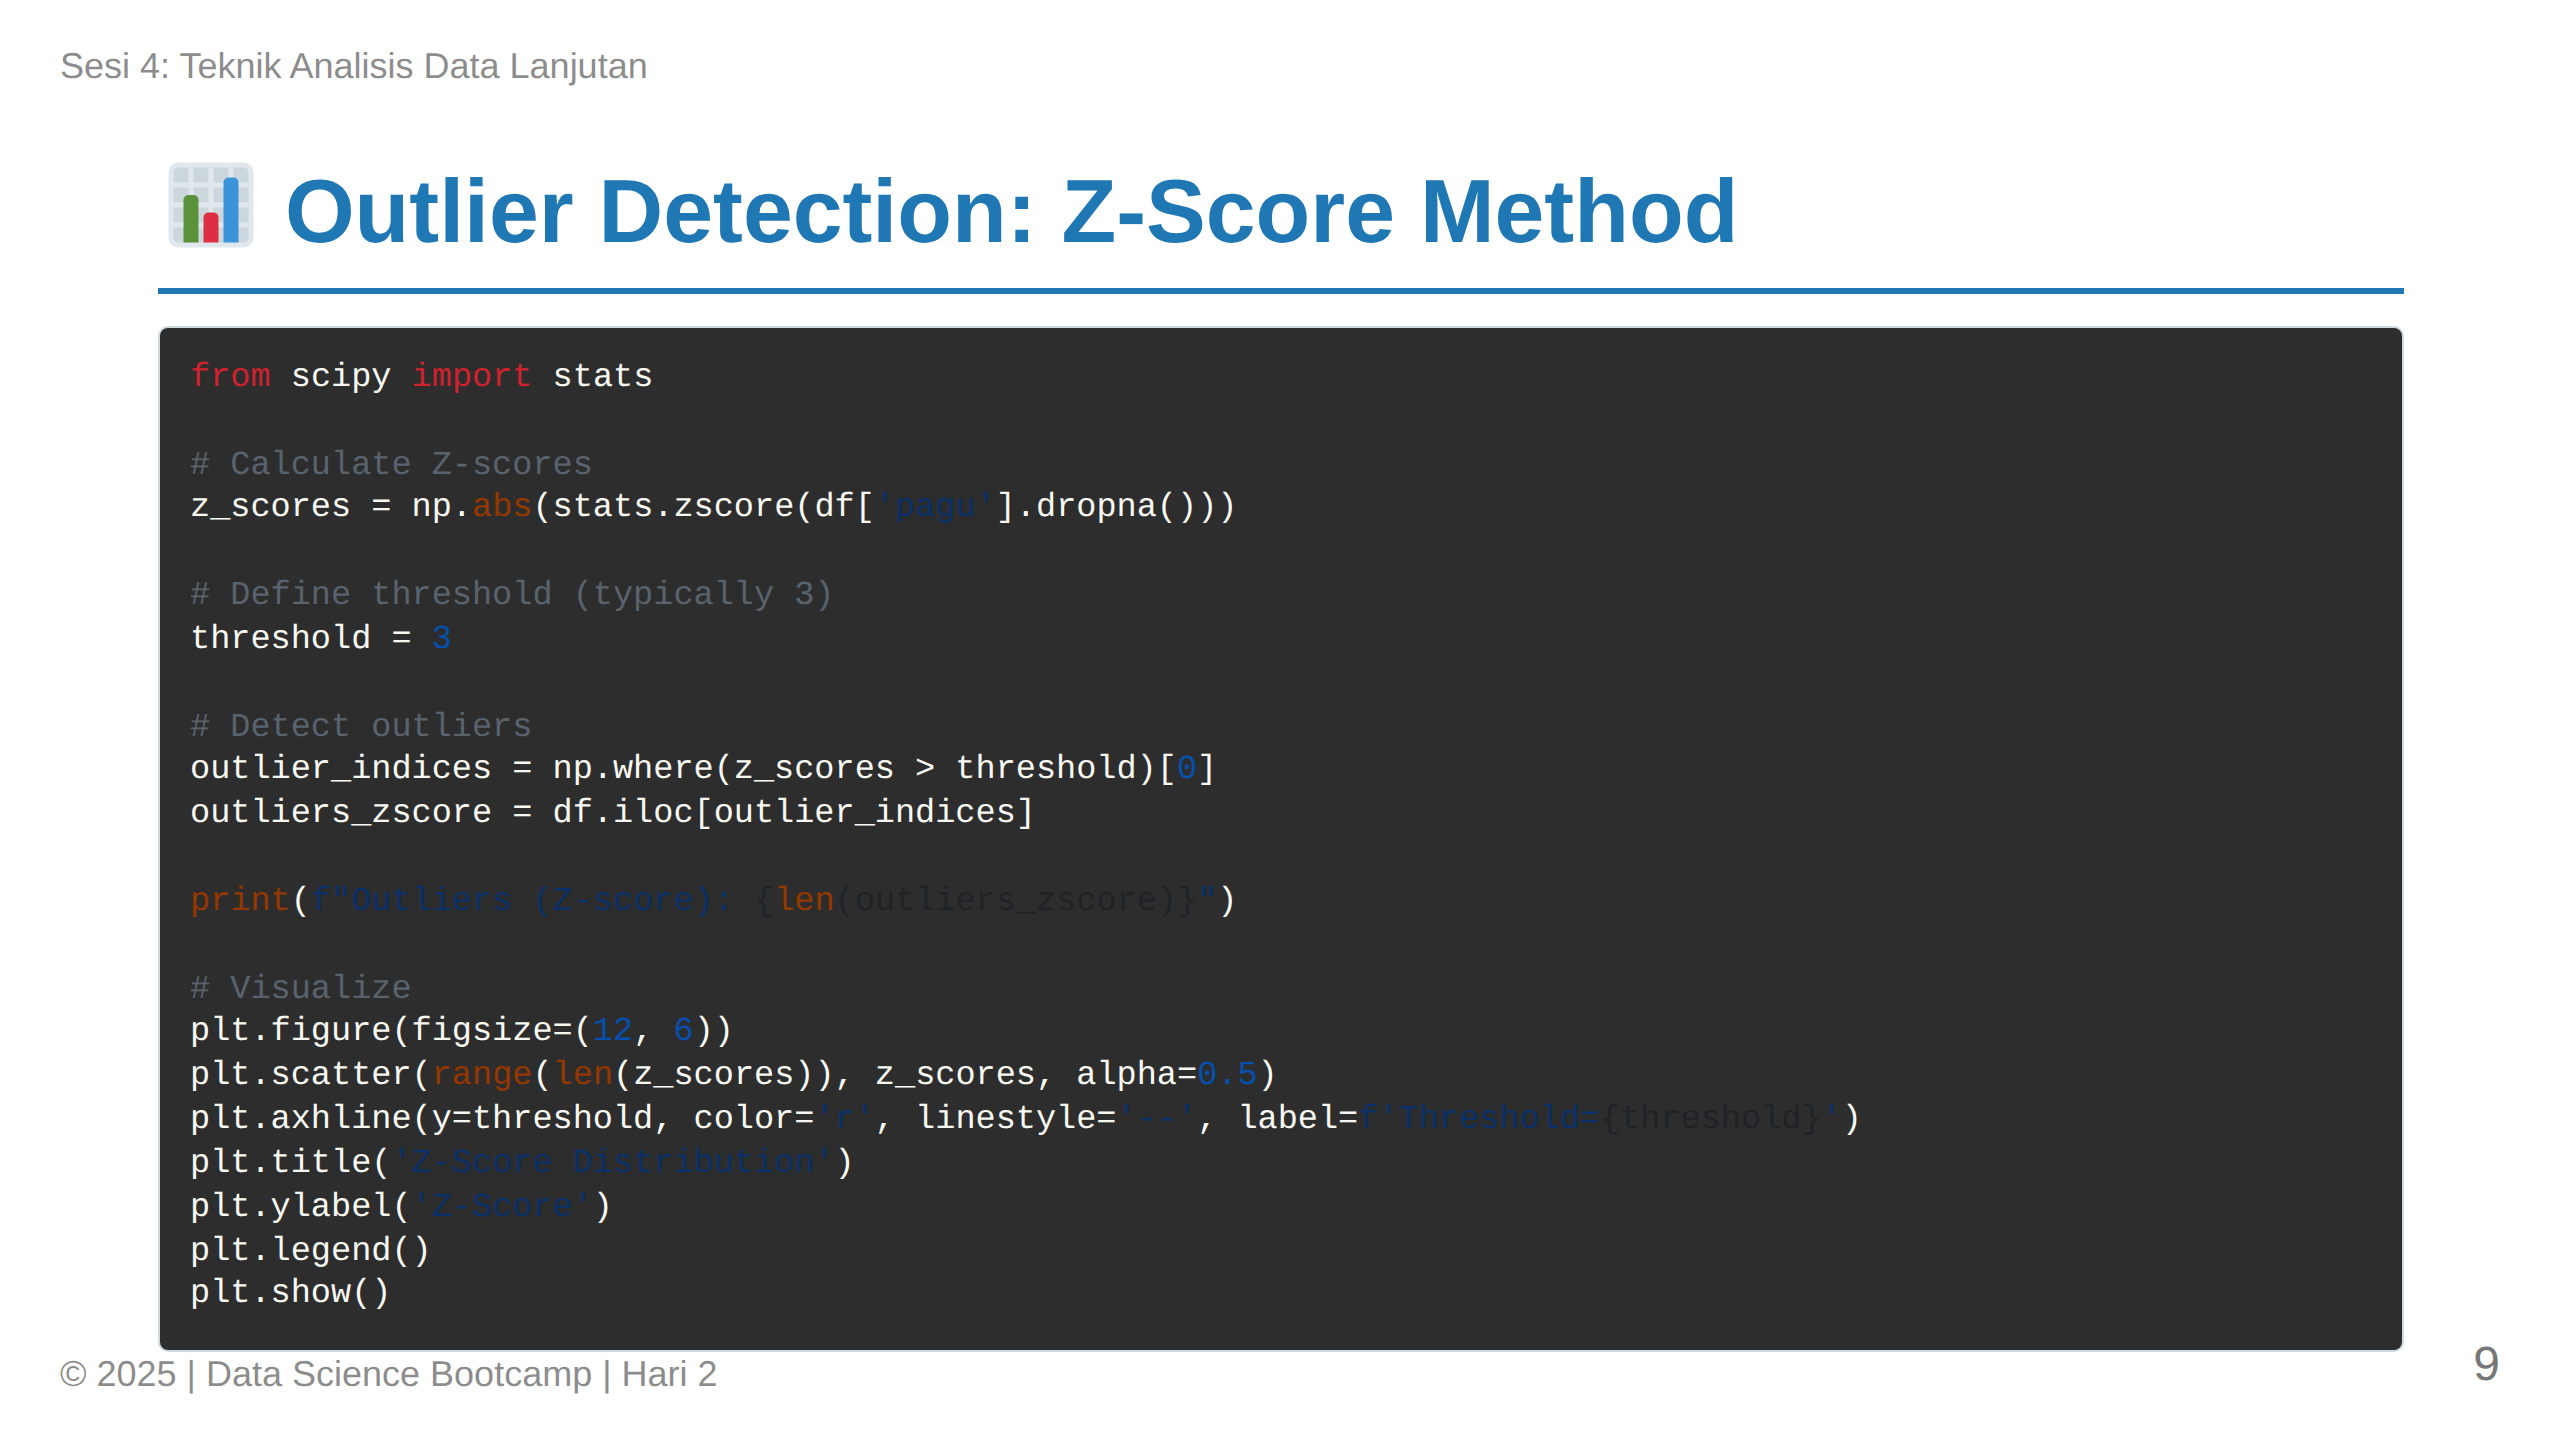 Sesi 4: Teknik Analisis Data Lanjutan
Outlier Detection: Z-Score Method
from scipy import stats
# Calculate Z-scores
z_scores = np.abs(stats.zscore(df['pagu'].dropna()))
# Define threshold (typically 3)
threshold = 3
# Detect outliers
outlier_indices = np.where(z_scores > threshold)[0]
outliers_zscore = df.iloc[outlier_indices]
print(f"Outliers (Z-score): {len(outliers_zscore)}")
# Visualize
plt.figure(figsize=(12, 6))
plt.scatter(range(len(z_scores)), z_scores, alpha=0.5)
plt.axhline(y=threshold, color='r', linestyle='--', label=f'Threshold={threshold}')
plt.title('Z-Score Distribution')
plt.ylabel('Z-Score')
plt.legend()
plt.show()
© 2025 | Data Science Bootcamp | Hari 2
9